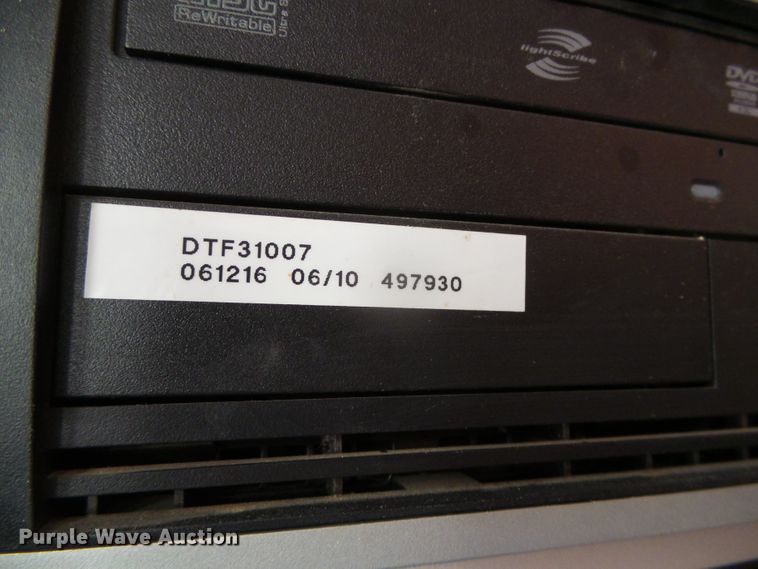 ReWritable
lightScribe
DVD
DTF31007
061216 06/10 497930
Purple Wave Auction